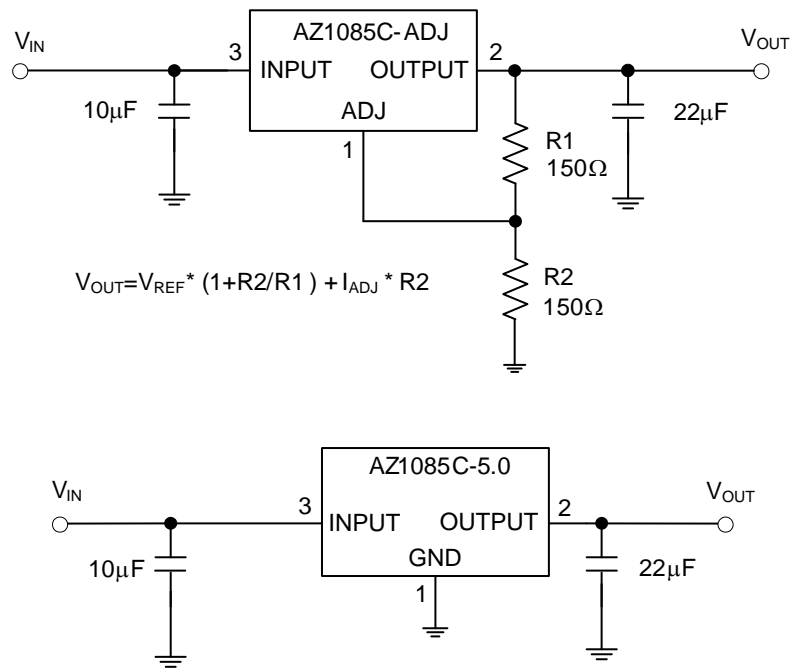 AZ1085C-ADJ
V_IN
3
INPUT
OUTPUT
2
V_OUT
10μF
ADJ
1
R1
150Ω
22μF
V_OUT=V_REF* (1+R2/R1) + I_ADJ * R2
R2
150Ω
AZ1085C-5.0
V_IN
3
INPUT
OUTPUT
2
V_OUT
10μF
GND
1
22μF